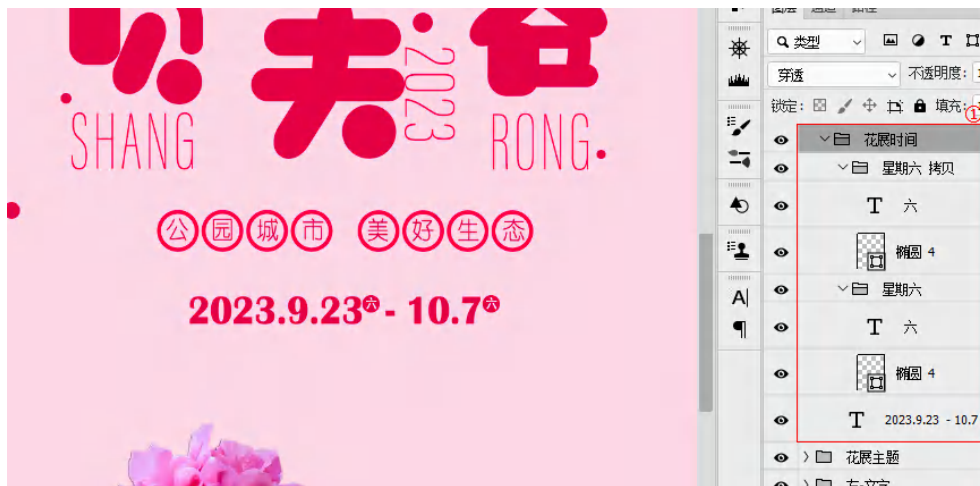 2023
SHANG
RONG
公园城市 美好生态
2023.9.23六- 10.7六
类型
T
穿透
不透明度:
锁定:
填充:
①
花展时间
星期六 拷贝
T 六
椭圆 4
星期六
T 六
椭圆 4
T 2023.9.23 - 10.7
花展主题
A